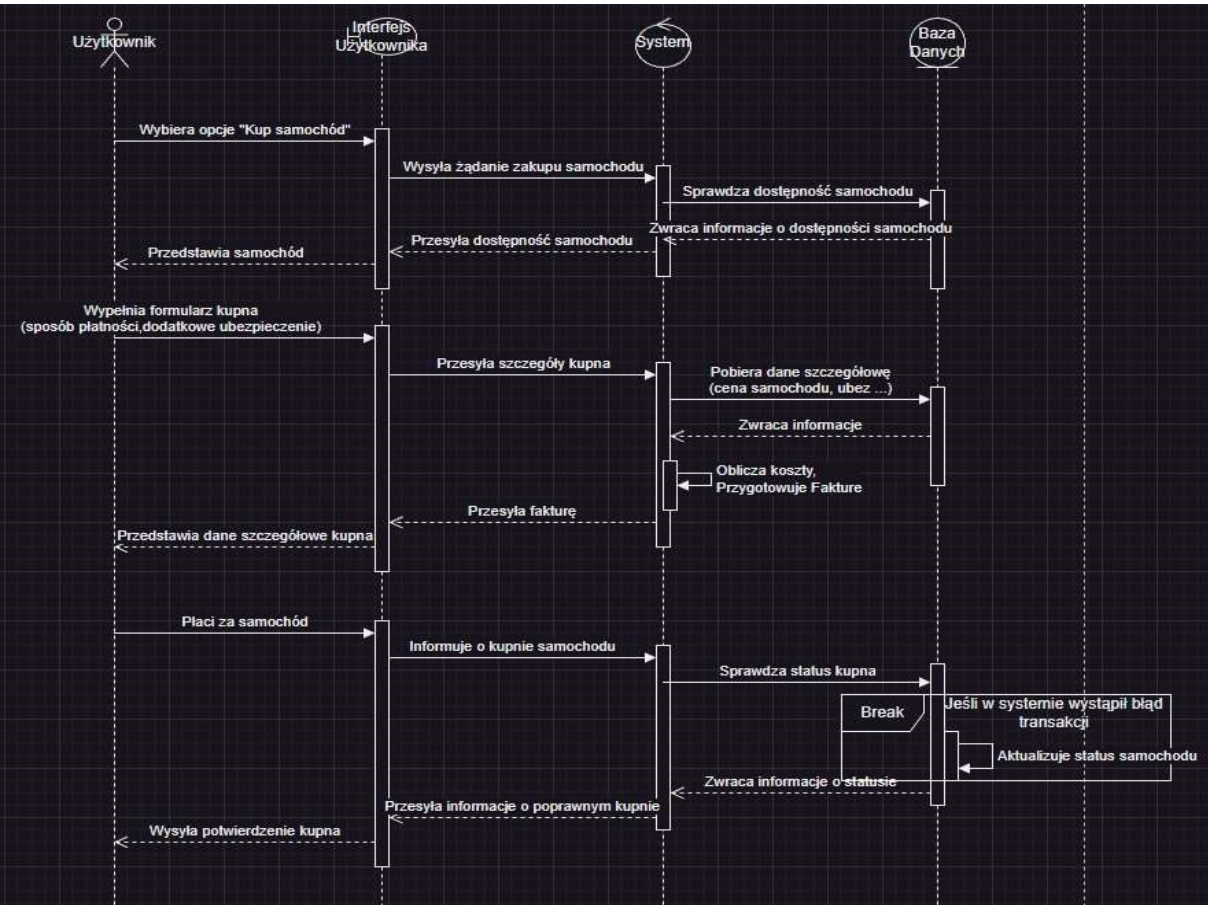 Użytkownik
Interfejs
Użytkownika
System
Baza
Danych
Wybiera opcje "Kup samochód"
Wysyła żądanie zakupu samochodu
Sprawdza dostępność samochodu
Zwraca informacje o dostępności samochodu
Przesyła dostępność samochodu
Przedstawia samochód
Wypełnia formularz kupna
(sposób płatności,dodatkowe ubezpieczenie)
Przesyła szczegóły kupna
Pobiera dane szczegółowę
(cena samochodu, ubez ...)
Zwraca informacje
Oblicza koszty,
Przygotowuje Fakture
Przesyła fakturę
Przedstawia dane szczegółowe kupna
Płaci za samochód
Informuje o kupnie samochodu
Sprawdza status kupna
Break
Jeśli w systemie wystąpił błąd
transakcji
Aktualizuje status samochodu
Zwraca informacje o statusie
Przesyła informacje o poprawnym kupnie
Wysyła potwierdzenie kupna